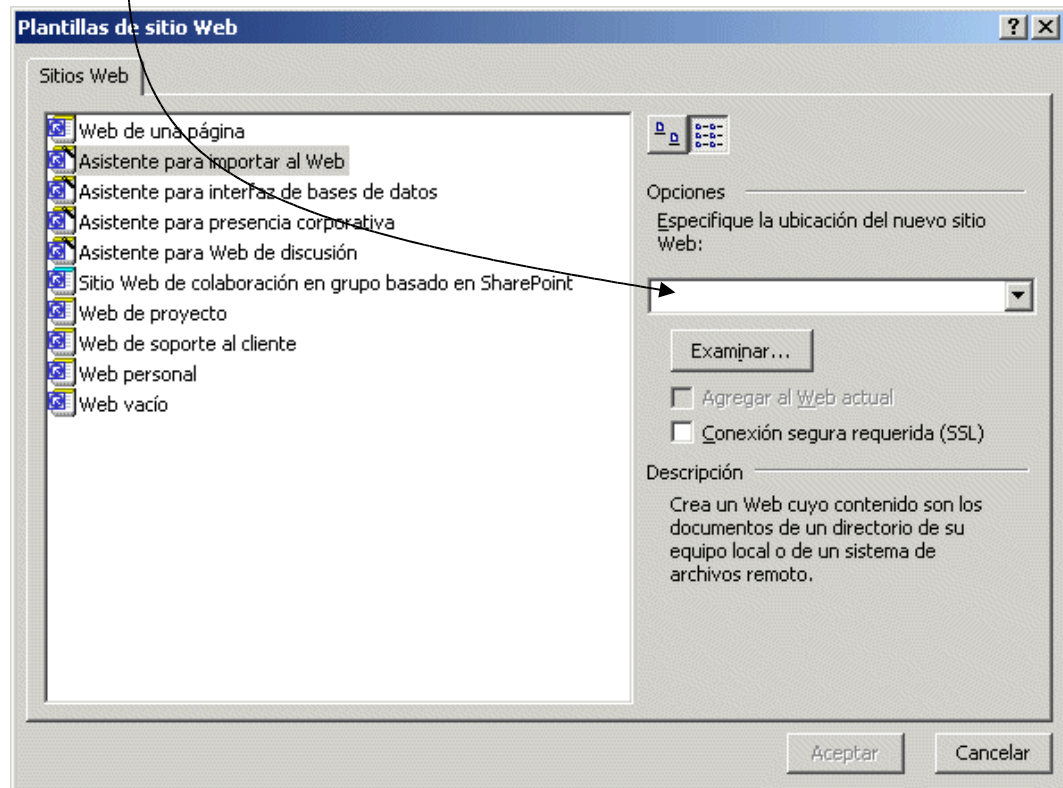 Plantillas de sitio Web
Sitios Web
Web de una página
Asistente para importar al Web
Asistente para interfaz de bases de datos
Asistente para presencia corporativa
Asistente para Web de discusión
Sitio Web de colaboración en grupo basado en SharePoint
Web de proyecto
Web de soporte al cliente
Web personal
Web vacío
Opciones
Especifique la ubicación del nuevo sitio
Web:
Examinar...
Agregar al Web actual
Conexión segura requerida (SSL)
Descripción
Crea un Web cuyo contenido son los
documentos de un directorio de su
equipo local o de un sistema de
archivos remoto.
Aceptar
Cancelar